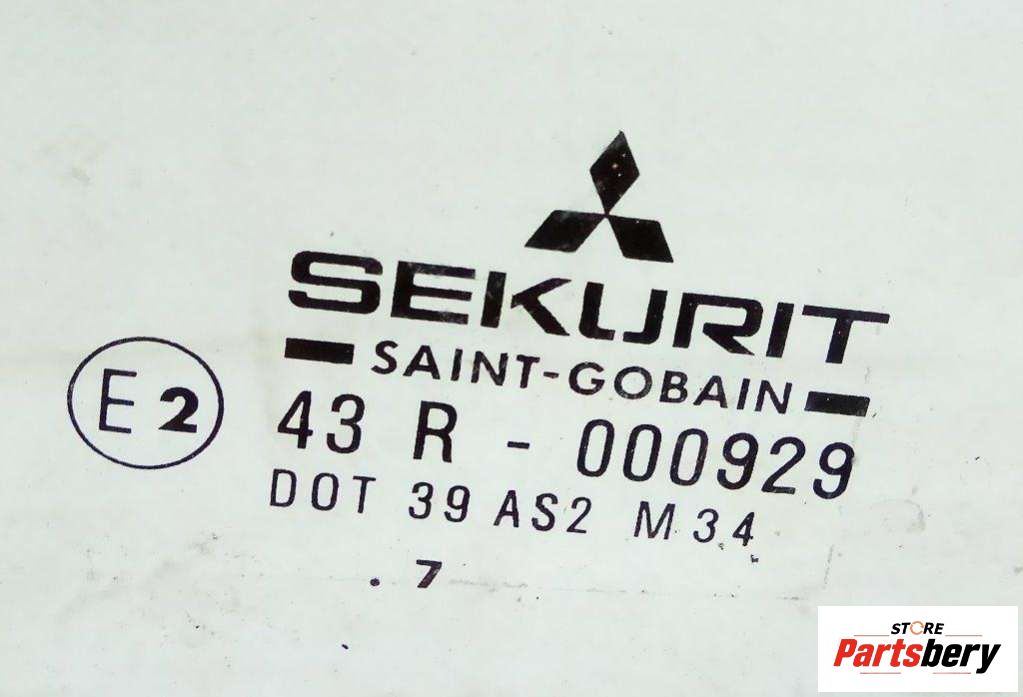 SEKURIT
SAINT-GOBAIN
E2
43 R - 000929
DOT 39 AS2 M34
. 7
STORE
Partsbery